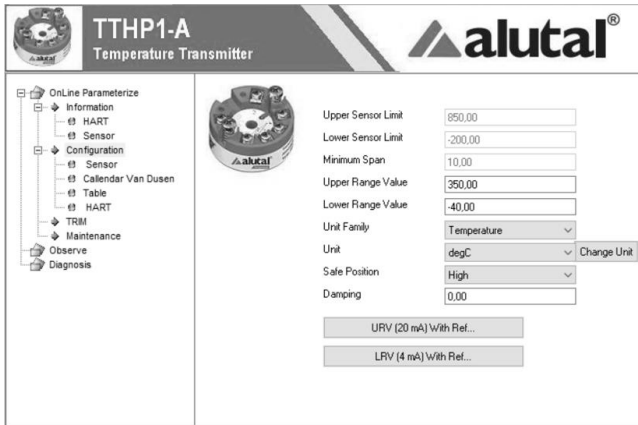 TTHP1-A
Temperature Transmitter
alutal®
alutal
OnLine Parameterize
Information
HART
Sensor
Configuration
Sensor
Callendar Van Dusen
Table
HART
TRIM
Maintenance
Observe
Diagnosis
alutal
Upper Sensor Limit 850,00
Lower Sensor Limit -200,00
Minimum Span 10,00
Upper Range Value 350,00
Lower Range Value -40,00
Unit Family Temperature
Unit degC Change Unit
Safe Position High
Damping 0,00
URV (20 mA) With Ref...
LRV (4 mA) With Ref...